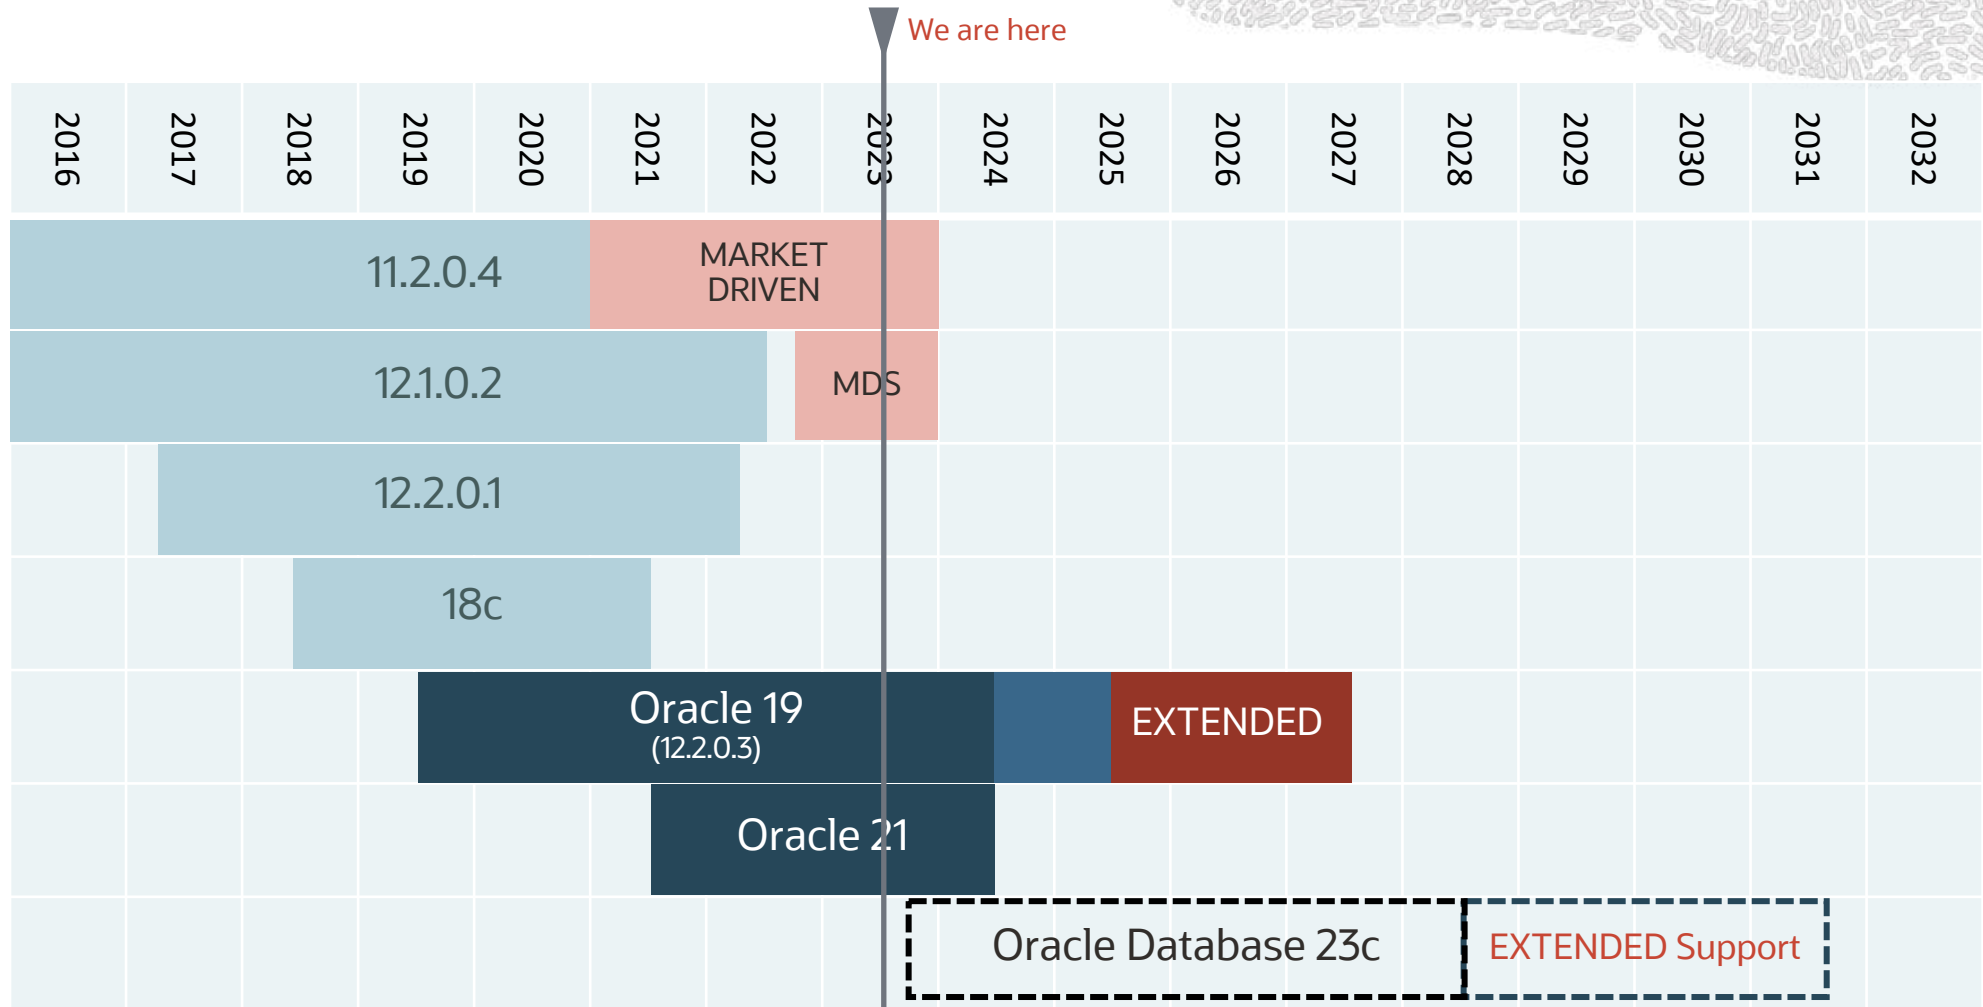 We are here
2016
2017
2018
2019
2020
2021
2022
2023
2024
2025
2026
2027
2028
2029
2030
2031
2032
11.2.0.4
MARKET
DRIVEN
12.1.0.2
MDS
12.2.0.1
18c
Oracle 19
(12.2.0.3)
EXTENDED
Oracle 21
Oracle Database 23c
EXTENDED Support